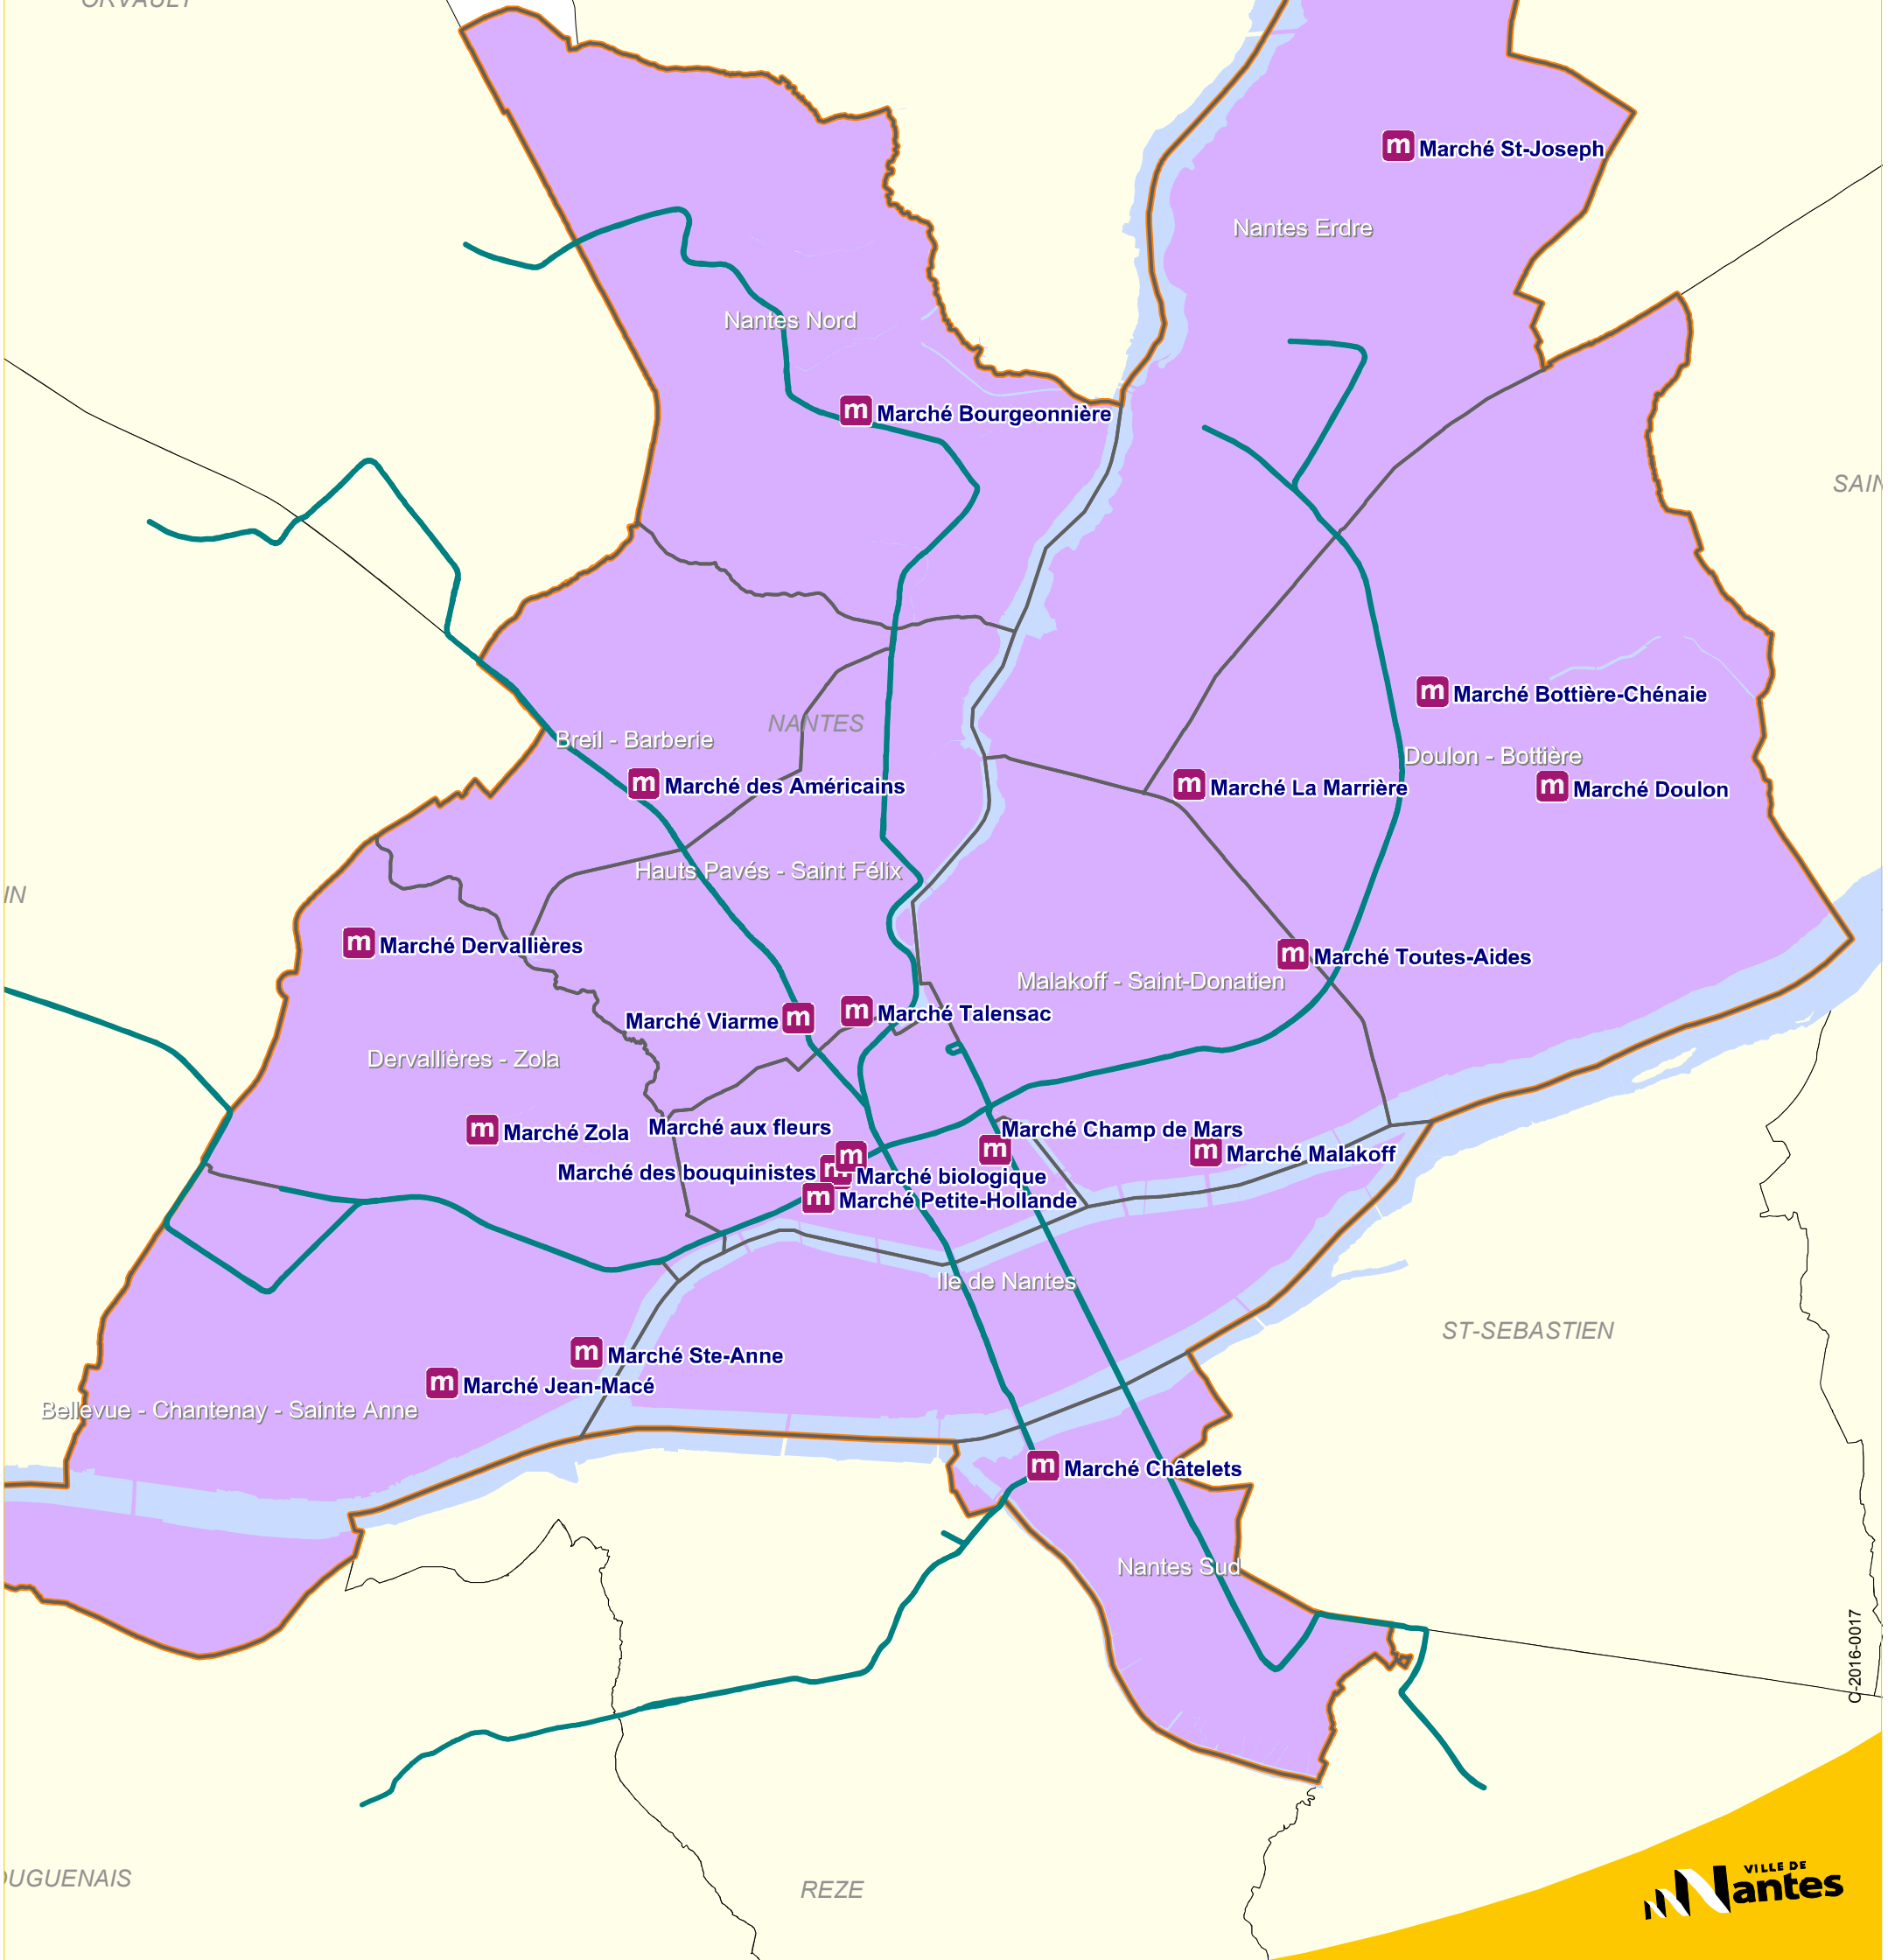 ORVAULT
Marché St-Joseph
Nantes Erdre
Nantes Nord
Marché Bourgeonnière
SAIN
Marché Bottière-Chénaie
NANTES
Breil - Barberie
Doulon - Bottière
Marché des Américains
Marché La Marrière
Marché Doulon
Hauts Pavés - Saint Félix
IN
Marché Dervallières
Marché Toutes-Aides
Malakoff - Saint-Donatien
Marché Talensac
Marché Viarme
Dervallières - Zola
Marché aux fleurs
Marché Champ de Mars
Marché Zola
Marché Malakoff
Marché des bouquinistes
Marché biologique
Marché Petite-Hollande
Ile de Nantes
ST-SEBASTIEN
Marché Ste-Anne
Marché Jean-Macé
Bellevue - Chantenay - Sainte Anne
Marché Châtelets
Nantes Sud
C-2016-0017
VILLE DE
Nantes
OUGUENAIS
REZE